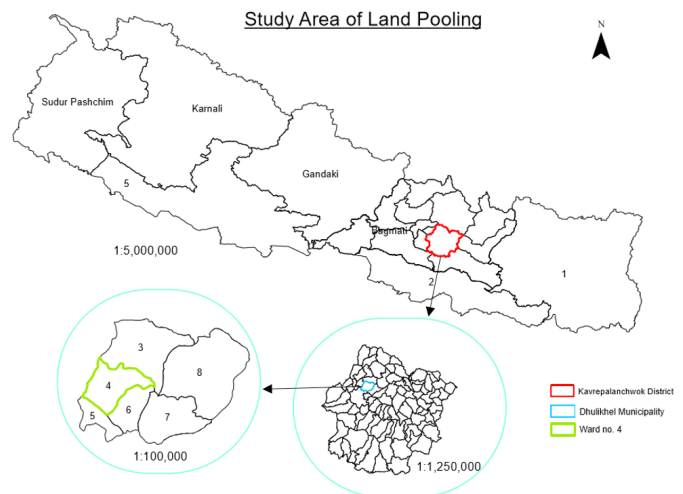 Study Area of Land Pooling
N
Sudur Pashchim
Karnali
Gandaki
5
Bagmati
1:5,000,000
2
1
3
8
4
5
6
7
1:100,000
1:1,250,000
Kavrepalanchwok District
Dhulikhel Municipality
Ward no. 4